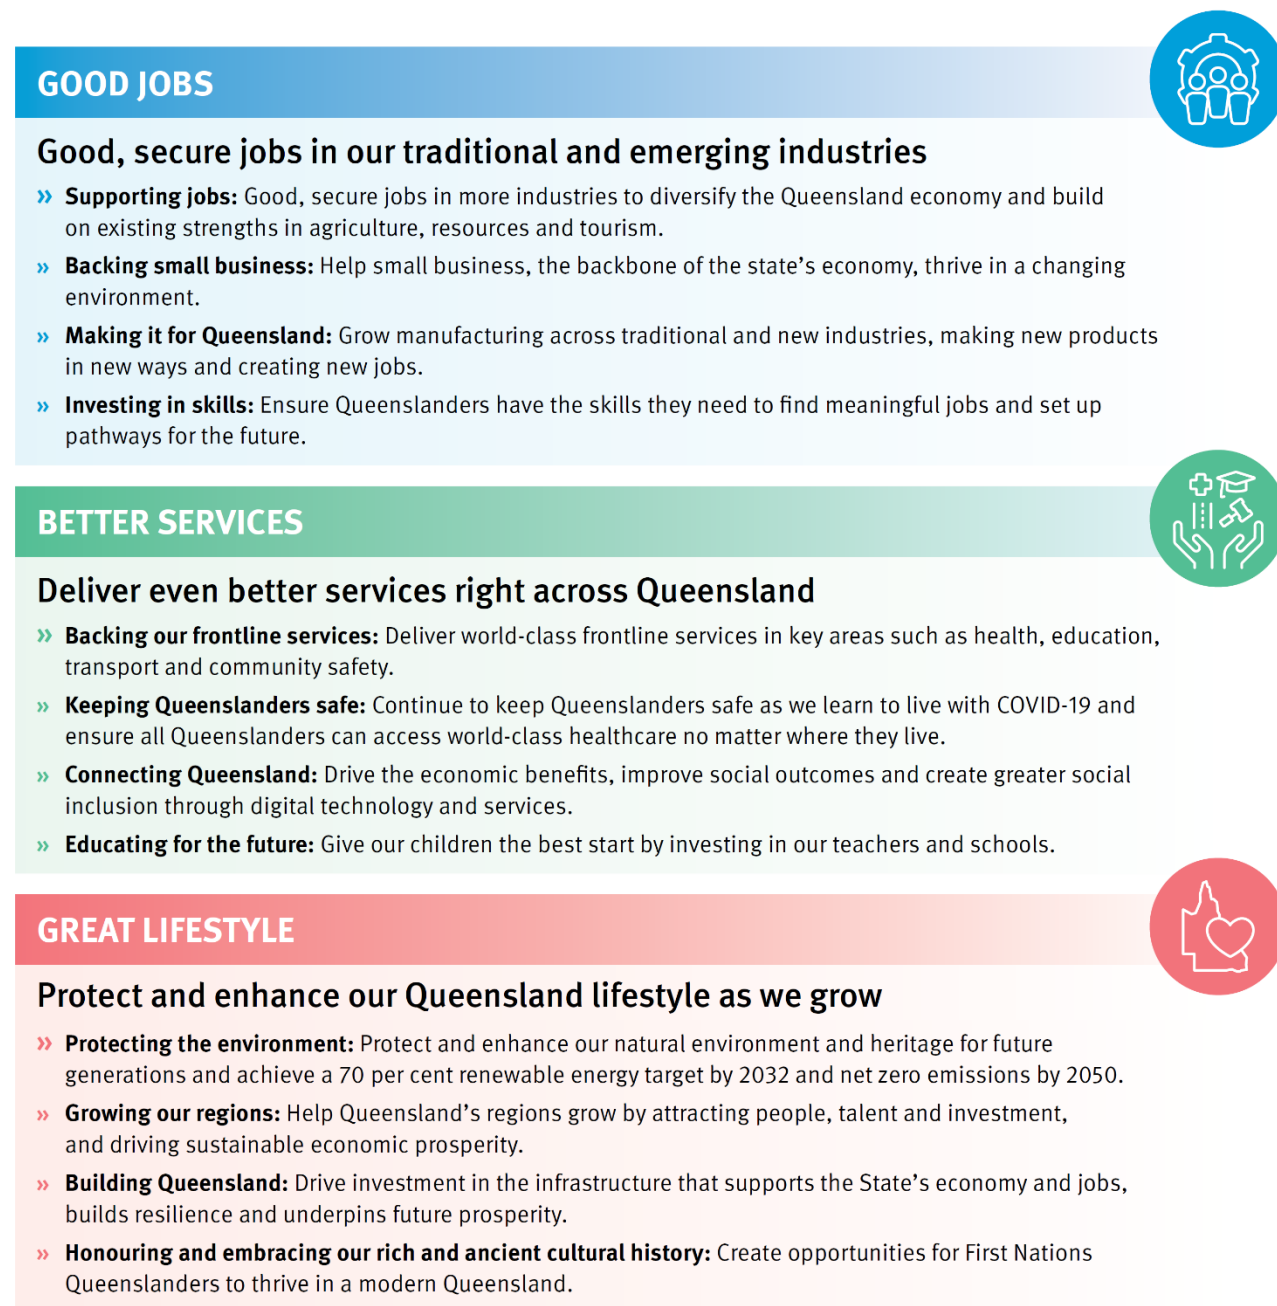 GOOD JOBS
Good, secure jobs in our traditional and emerging industries
» Supporting jobs: Good, secure jobs in more industries to diversify the Queensland economy and build
on existing strengths in agriculture, resources and tourism.
» Backing small business: Help small business, the backbone of the state’s economy, thrive in a changing
environment.
» Making it for Queensland: Grow manufacturing across traditional and new industries, making new products
in new ways and creating new jobs.
» Investing in skills: Ensure Queenslanders have the skills they need to find meaningful jobs and set up
pathways for the future.
BETTER SERVICES
Deliver even better services right across Queensland
» Backing our frontline services: Deliver world-class frontline services in key areas such as health, education,
transport and community safety.
» Keeping Queenslanders safe: Continue to keep Queenslanders safe as we learn to live with COVID-19 and
ensure all Queenslanders can access world-class healthcare no matter where they live.
» Connecting Queensland: Drive the economic benefits, improve social outcomes and create greater social
inclusion through digital technology and services.
» Educating for the future: Give our children the best start by investing in our teachers and schools.
GREAT LIFESTYLE
Protect and enhance our Queensland lifestyle as we grow
» Protecting the environment: Protect and enhance our natural environment and heritage for future
generations and achieve a 70 per cent renewable energy target by 2032 and net zero emissions by 2050.
» Growing our regions: Help Queensland’s regions grow by attracting people, talent and investment,
and driving sustainable economic prosperity.
» Building Queensland: Drive investment in the infrastructure that supports the State’s economy and jobs,
builds resilience and underpins future prosperity.
» Honouring and embracing our rich and ancient cultural history: Create opportunities for First Nations
Queenslanders to thrive in a modern Queensland.